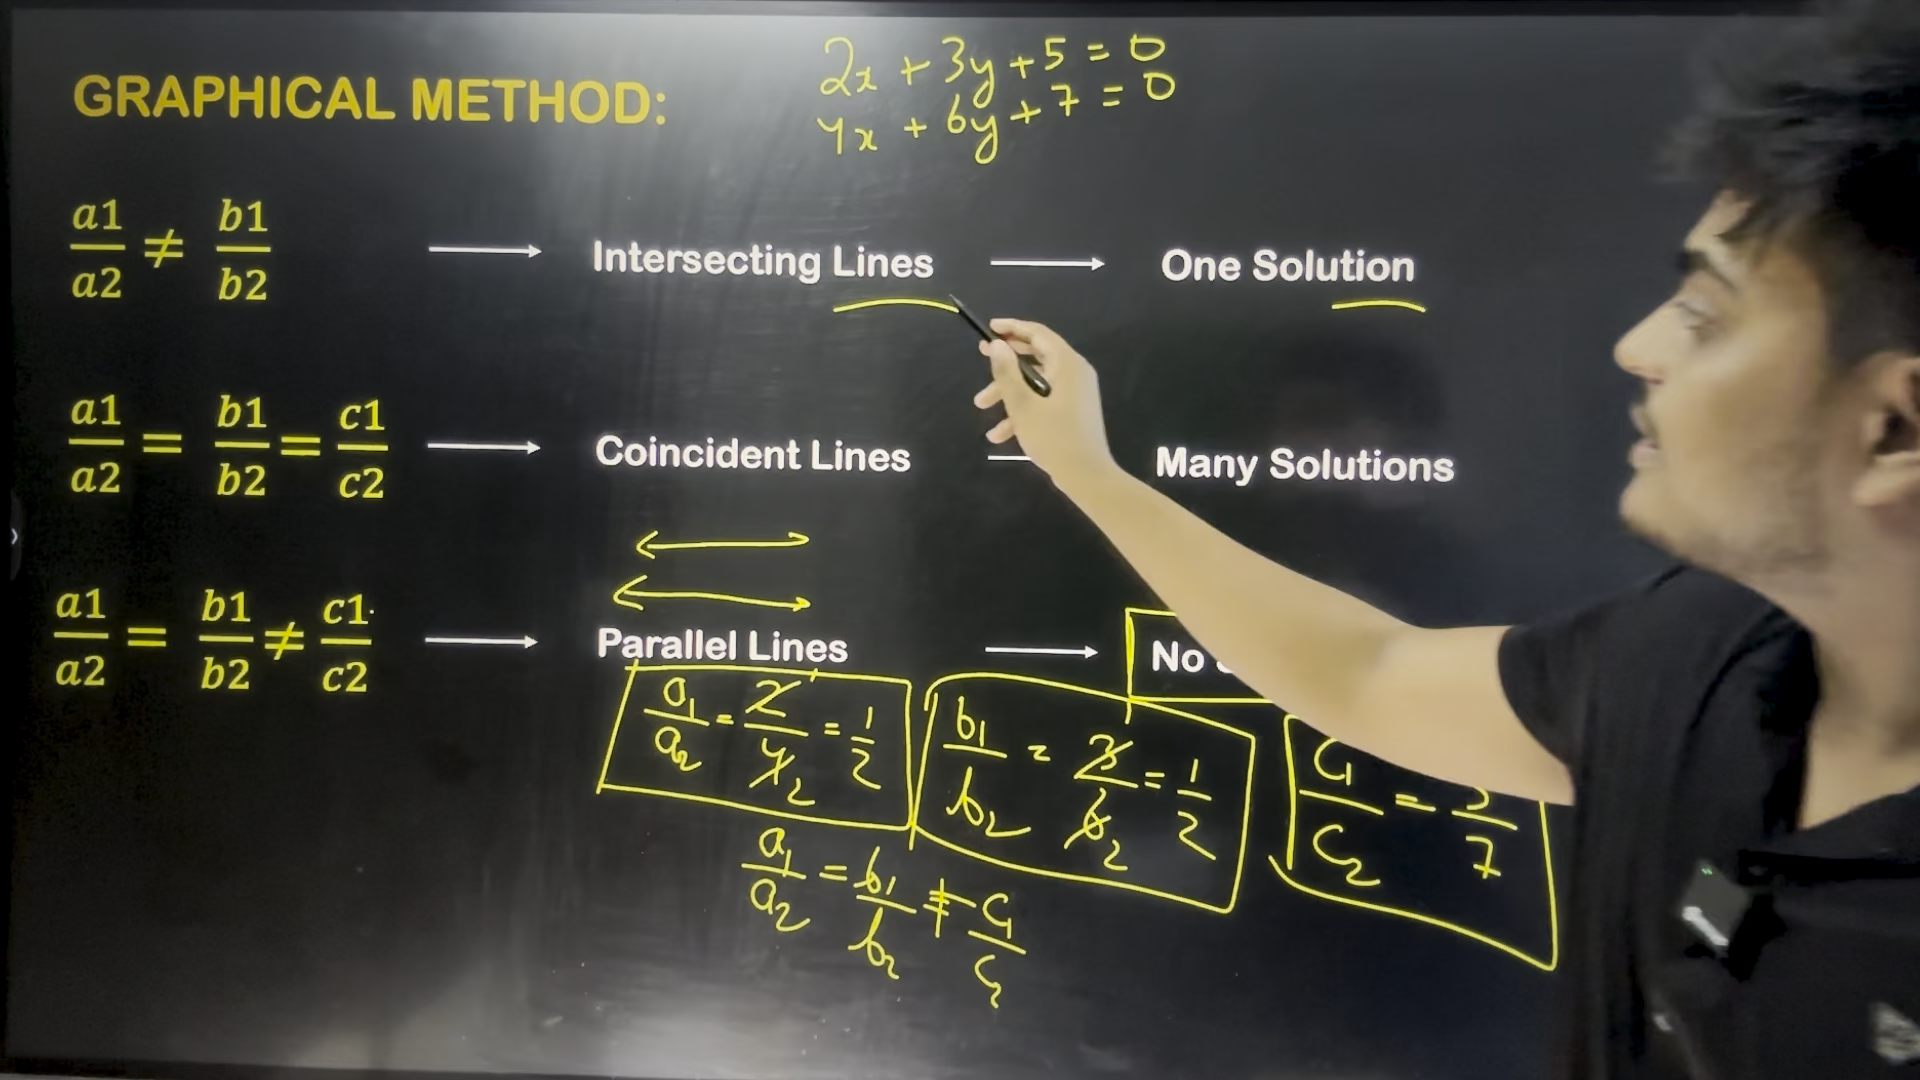 2x + 3y + 5 = 0
GRAPHICAL METHOD:
4x + 6y + 7 = 0
a1/a2 ≠ b1/b2 → Intersecting Lines → One Solution
a1/a2 = b1/b2 = c1/c2 → Coincident Lines Many Solutions
a1/a2 = b1/b2 ≠ c1/c2 → Parallel Lines → No
a₁/a₂ = 2/4 2 = 1/2
b₁/b₂ = 3/6 2 = 1/2
C₁/C₂ = 5/7
a₁/a₂ = b₁/b₂ ≠ C₁/C₂